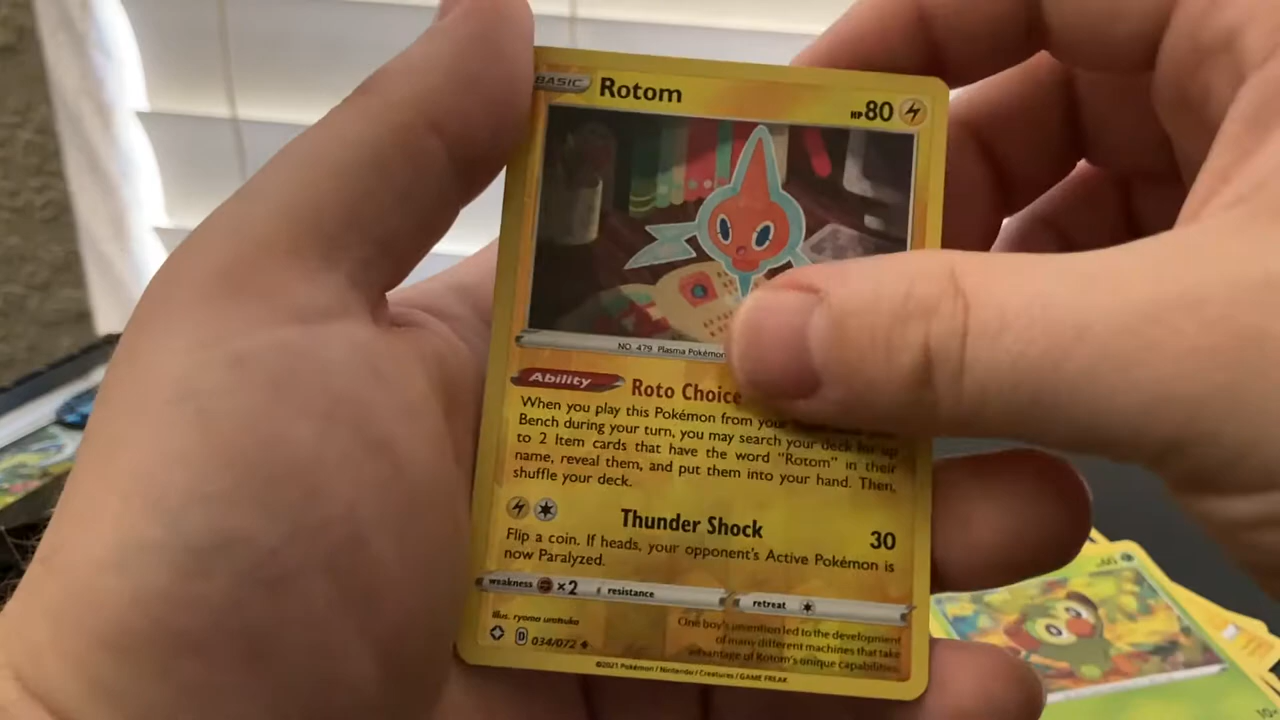 BASIC Rotom HP 80
NO. 479 Plasma Pokémon
Ability Roto Choice
When you play this Pokémon from your
Bench during your turn, you may search your deck for up
to 2 Item cards that have the word "Rotom" in their
name, reveal them, and put them into your hand. Then,
shuffle your deck.
Thunder Shock 30
Flip a coin. If heads, your opponent's Active Pokémon is
now Paralyzed.
weakness ×2 resistance retreat
Illus. ryoma uratsuka
One boy's invention led to the development
of many different machines that take
advantage of Rotom's unique capabilities.
D 034/072
©2021 Pokémon / Nintendo / Creatures / GAME FREAK